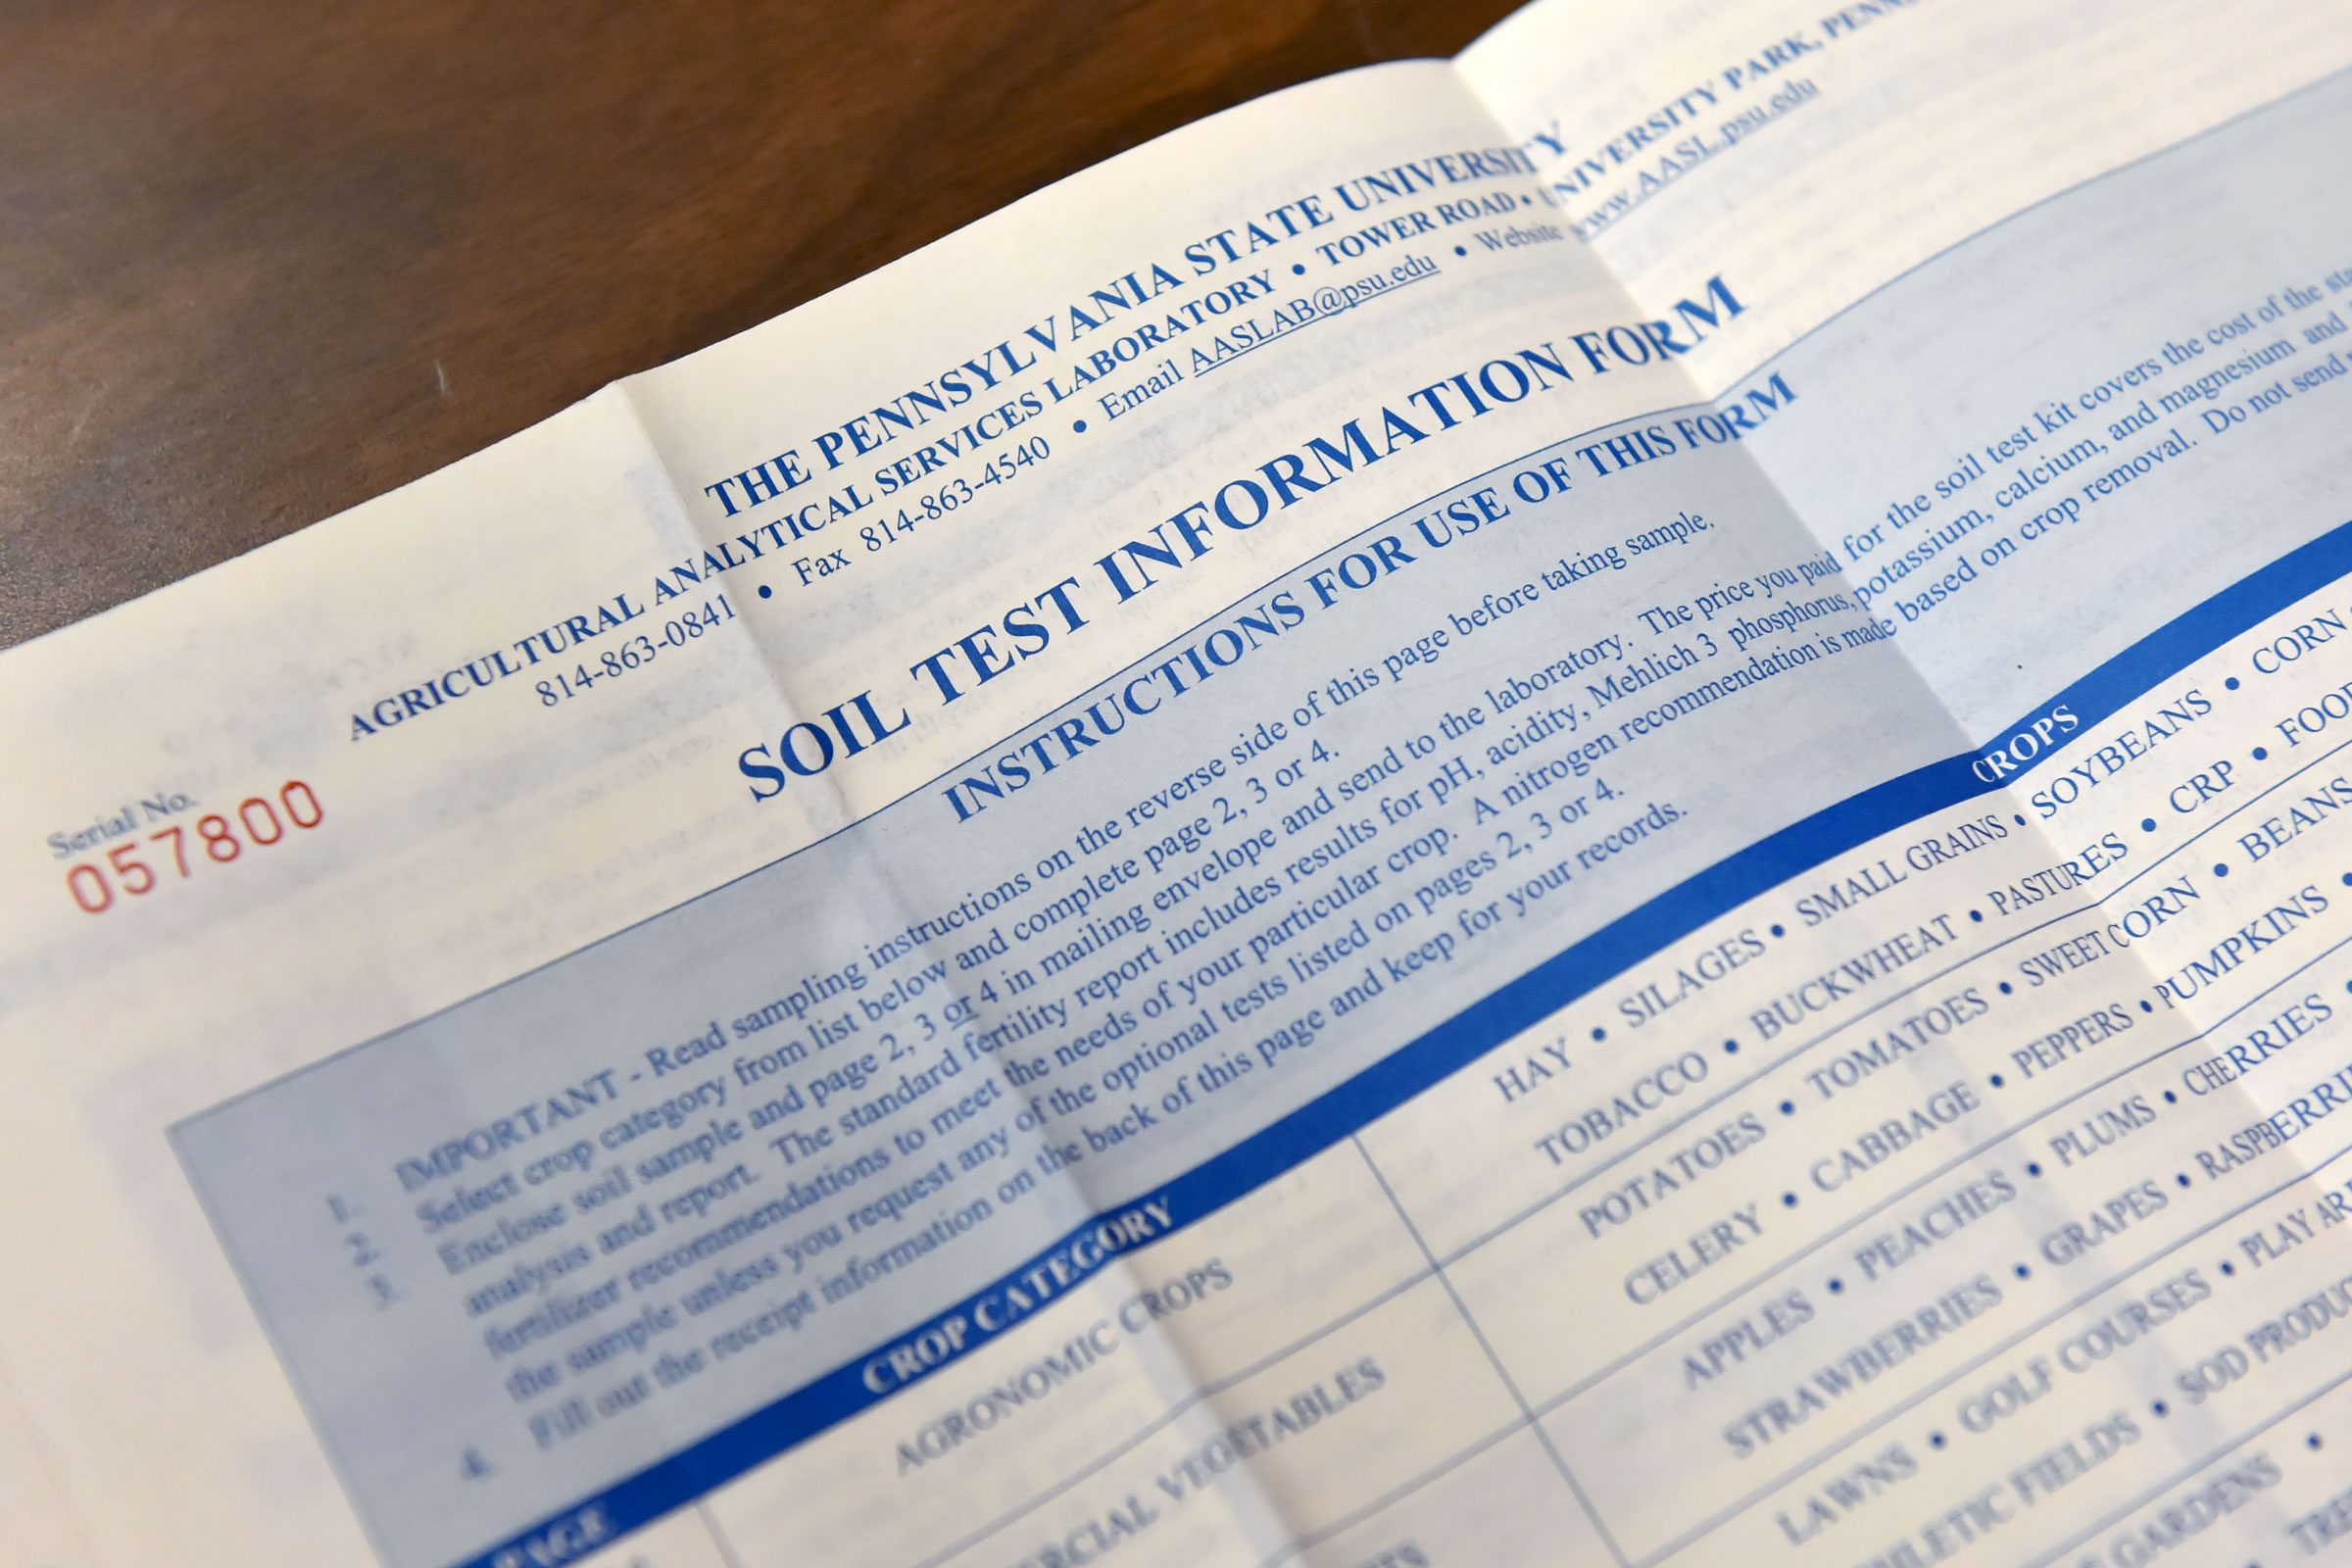 THE PENNSYLVANIA STATE UNIVERSITY
AGRICULTURAL ANALYTICAL SERVICES LABORATORY • TOWER ROAD • UNIVERSITY PARK,
814-863-0841 • Fax 814-863-4540 • Email AASLAB@psu.edu • Website www.AASL.psu.edu
Serial No.
057800
SOIL TEST INFORMATION FORM
INSTRUCTIONS FOR USE OF THIS FORM
1. IMPORTANT - Read sampling instructions on the reverse side of this page before taking sample.
2. Select crop category from list below and complete page 2, 3 or 4.
3. Enclose soil sample and page 2, 3 or 4 in mailing envelope and send to the laboratory. The price you paid for the soil test kit covers the cost of the
analysis and report. The standard fertility report includes results for pH, acidity, Mehlich 3 phosphorus, potassium, calcium, and magnesium and
fertilizer recommendations to meet the needs of your particular crop. A nitrogen recommendation is made based on crop removal. Do not send
the sample unless you request any of the optional tests listed on pages 2, 3 or 4.
4. Fill out the receipt information on the back of this page and keep for your records.
PAGE CROP CATEGORY CROPS
AGRONOMIC CROPS HAY • SILAGES • SMALL GRAINS • SOYBEANS • CORN
TOBACCO • BUCKWHEAT • PASTURES • CRP •
VEGETABLES POTATOES • TOMATOES • SWEET CORN • BEANS
CELERY • CABBAGE • PEPPERS • PUMPKINS •
APPLES • PEACHES • PLUMS • CHERRIES •
STRAWBERRIES • GRAPES •
LAWNS • GOLF COURSES • PLAY
FIELDS • SOD
GARDENS •